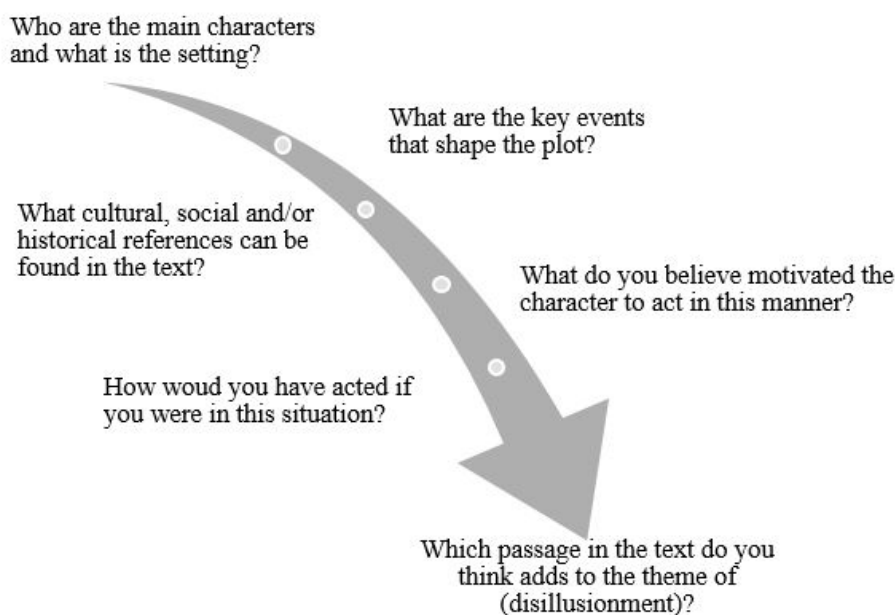 Who are the main characters
and what is the setting?
What are the key events
that shape the plot?
What cultural, social and/or
historical references can be
found in the text?
What do you believe motivated the
character to act in this manner?
How woud you have acted if
you were in this situation?
Which passage in the text do you
think adds to the theme of
(disillusionment)?